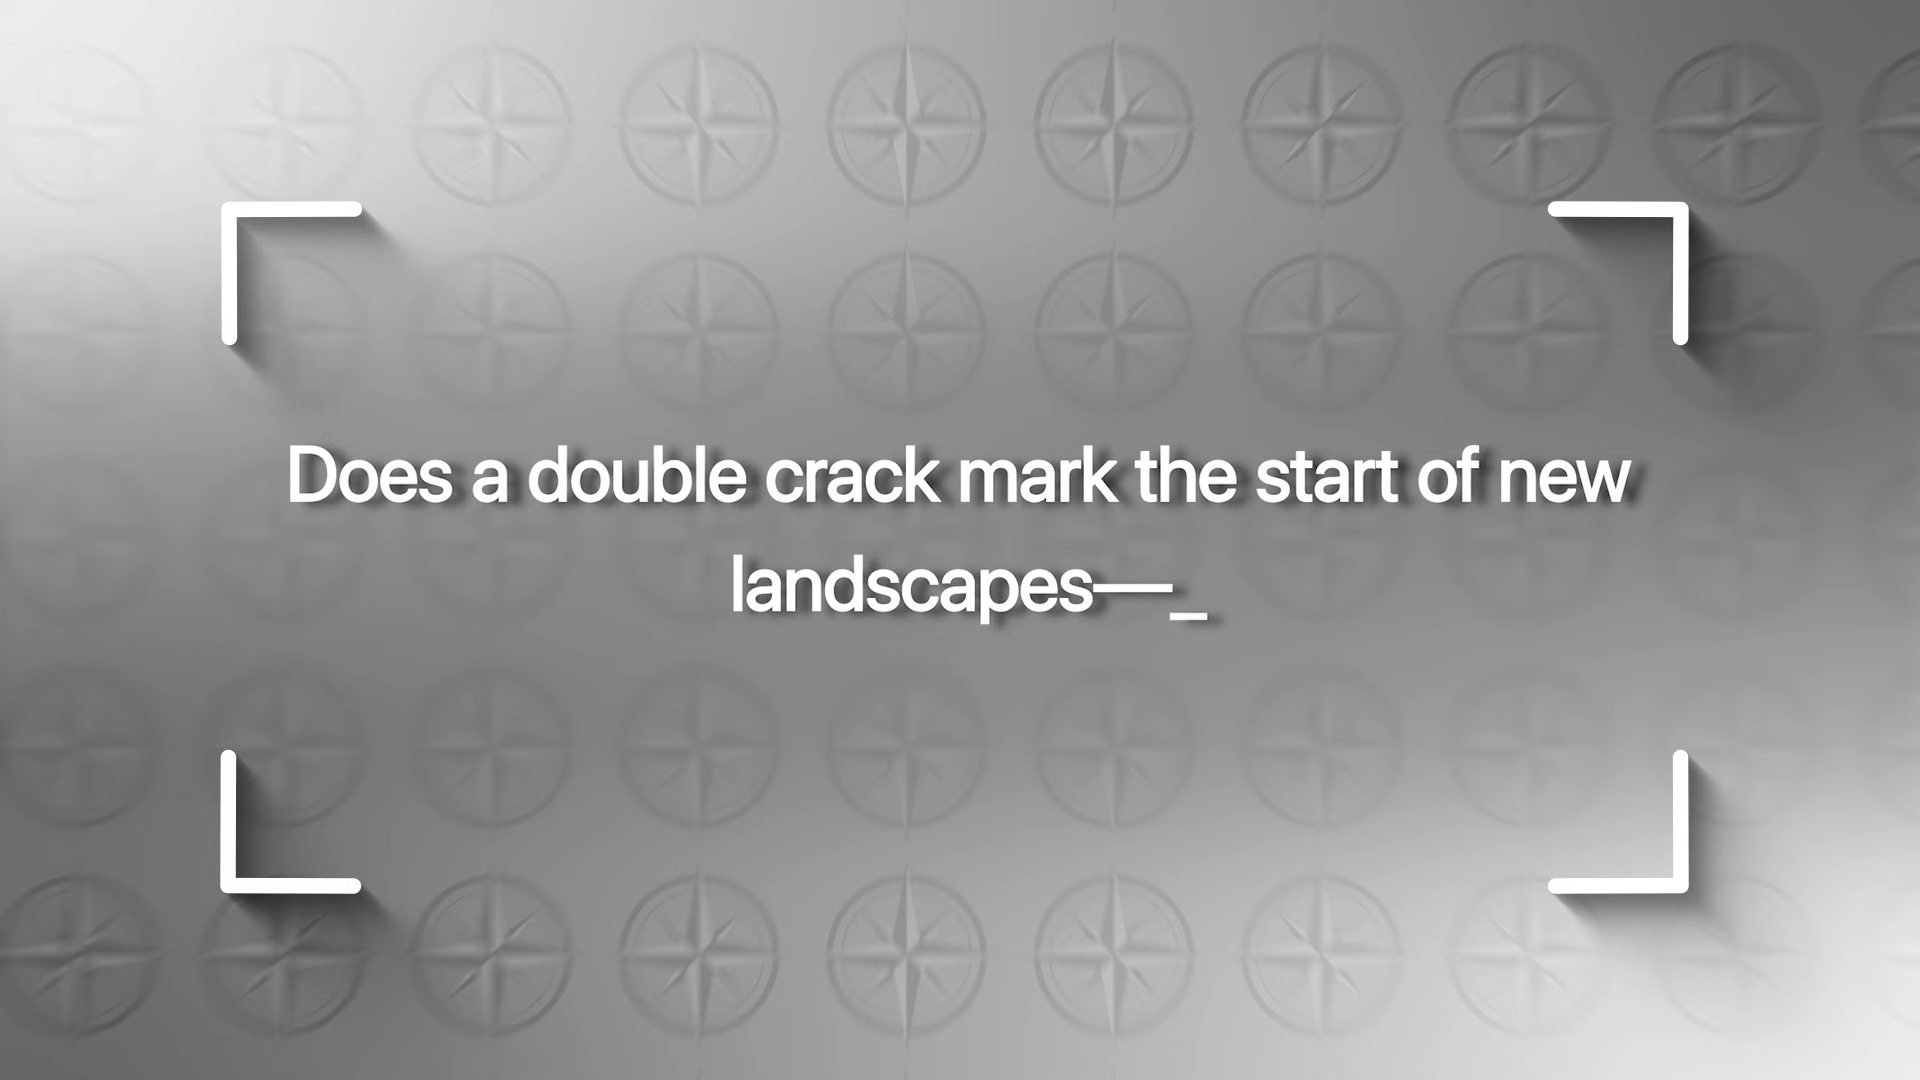 Does a double crack mark the start of new
landscapes—_